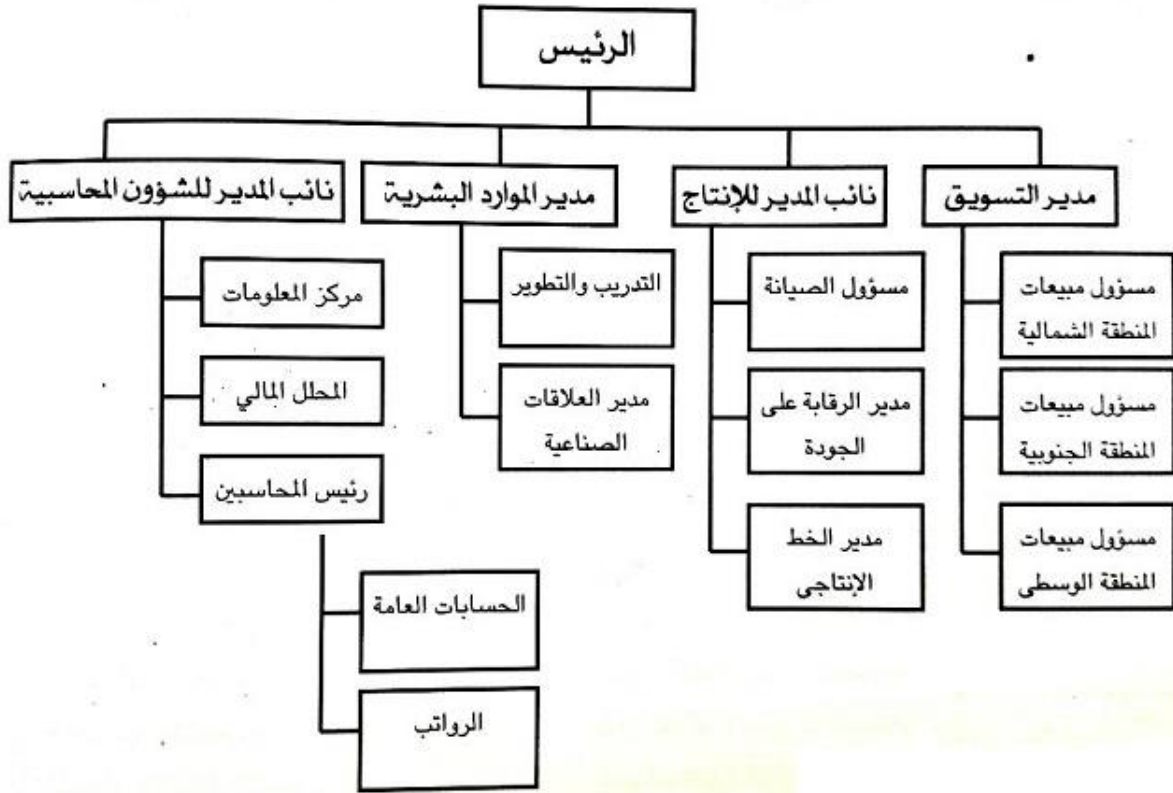 الرئيس
مدير التسويق
نائب المدير للإنتاج
مدير الموارد البشرية
نائب المدير للشؤون المحاسبية
مسؤول مبيعات
المنطقة الشمالية
مسؤول مبيعات
المنطقة الجنوبية
مسؤول مبيعات
المنطقة الوسطى
مسؤول الصيانة
مدير الرقابة على
الجودة
مدير الخط
الإنتاجي
التدريب والتطوير
مدير العلاقات
الصناعية
مركز المعلومات
المحلل المالي
رئيس المحاسبين
الحسابات العامة
الرواتب